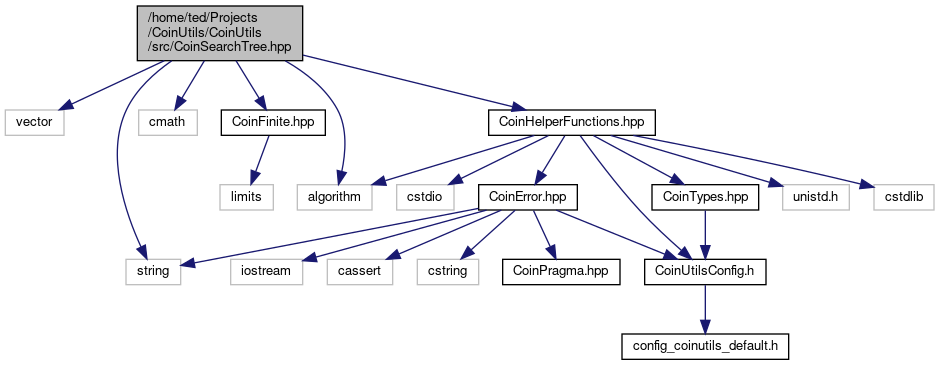 /home/ted/Projects
/CoinUtils/CoinUtils
/src/CoinSearchTree.hpp
vector
cmath
CoinFinite.hpp
CoinHelperFunctions.hpp
limits
algorithm
cstdio
CoinError.hpp
CoinTypes.hpp
unistd.h
cstdlib
string
iostream
cassert
cstring
CoinPragma.hpp
CoinUtilsConfig.h
config_coinutils_default.h